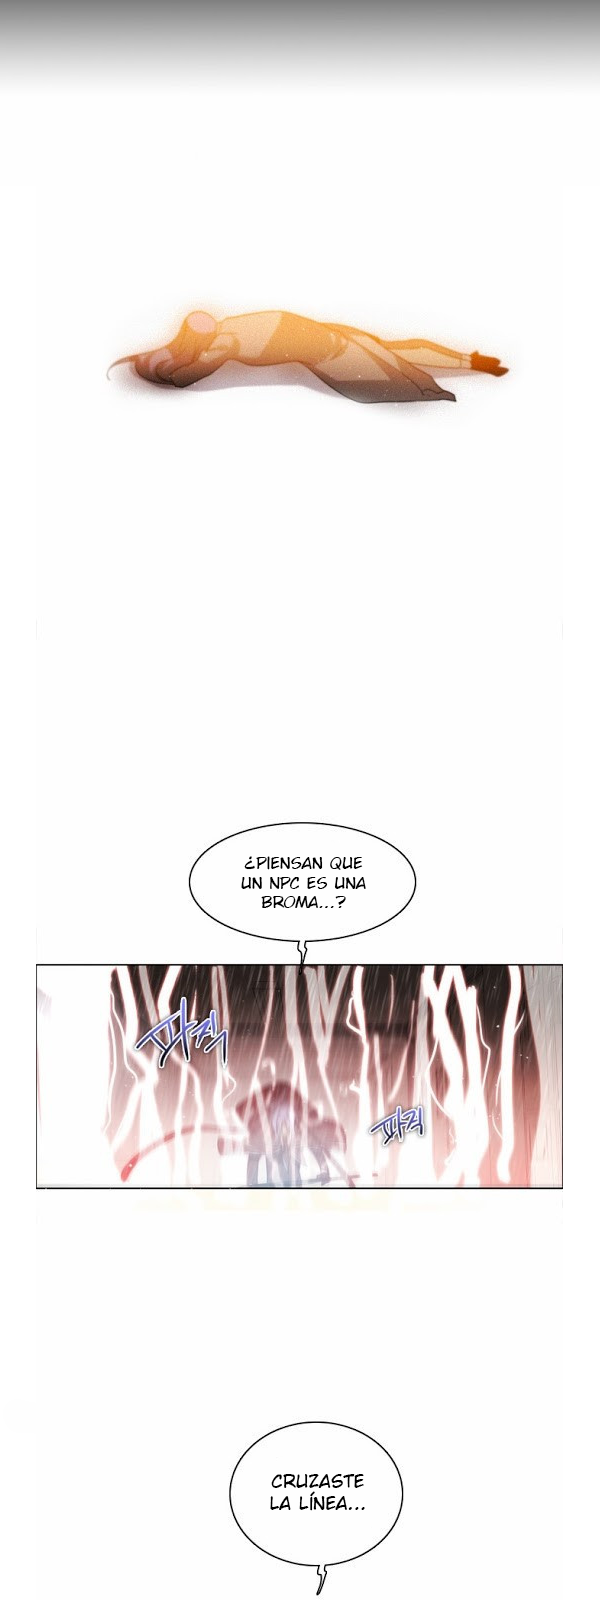 ¿PIENSAN QUE
UN NPC ES UNA
BROMA...?
파직
파직
CRUZASTE
LA LÍNEA...